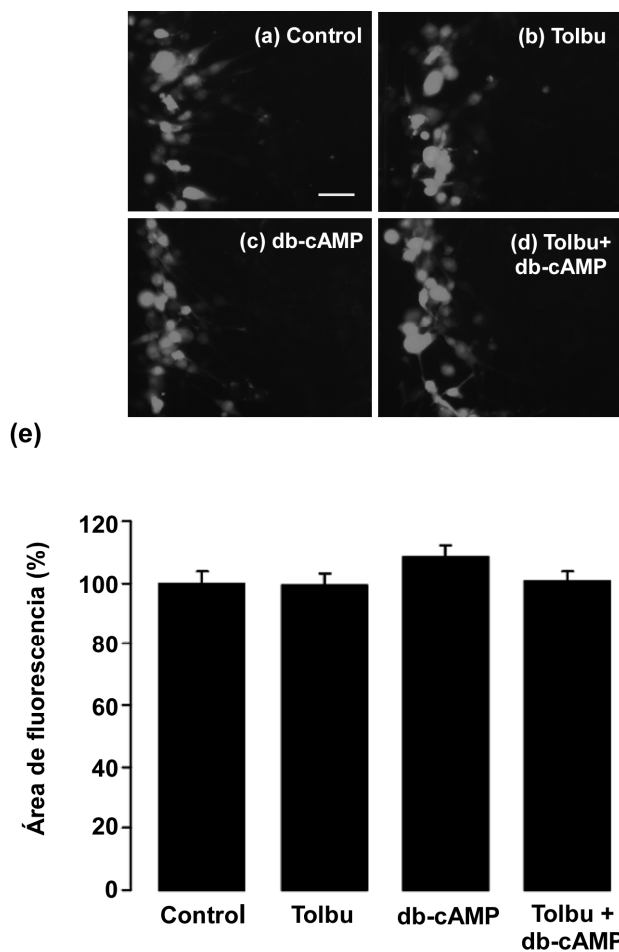 (a) Control
(b) Tolbu
(c) db-cAMP
(d) Tolbu+
db-cAMP
(e)
Área de fluorescencia (%)
120
100
80
60
40
20
0
Control
Tolbu
db-cAMP
Tolbu +
db-cAMP